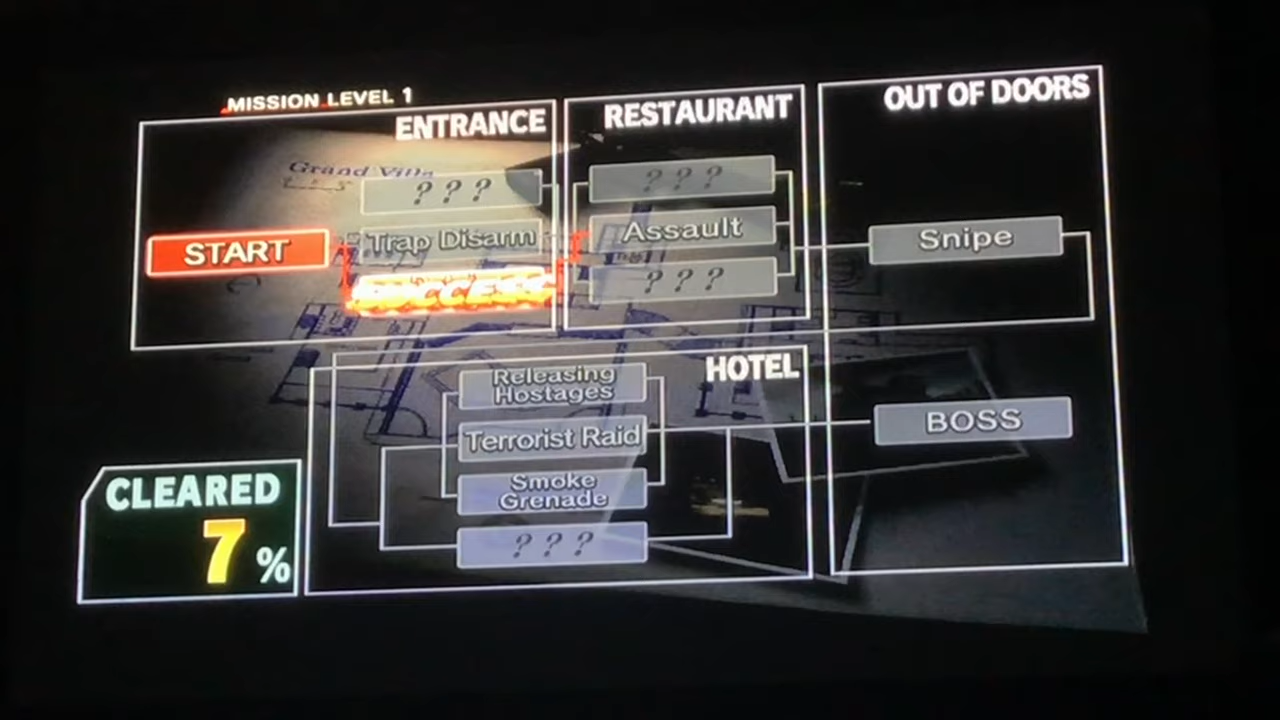 MISSION LEVEL 1
ENTRANCE
RESTAURANT
OUT OF DOORS
Grand Villa
? ? ?
? ? ?
START
Trap Disarm
Assault
Snipe
SUCCESS
? ? ?
HOTEL
Releasing
Hostages
Terrorist Raid
BOSS
Smoke
Grenade
? ? ?
CLEARED
7 %